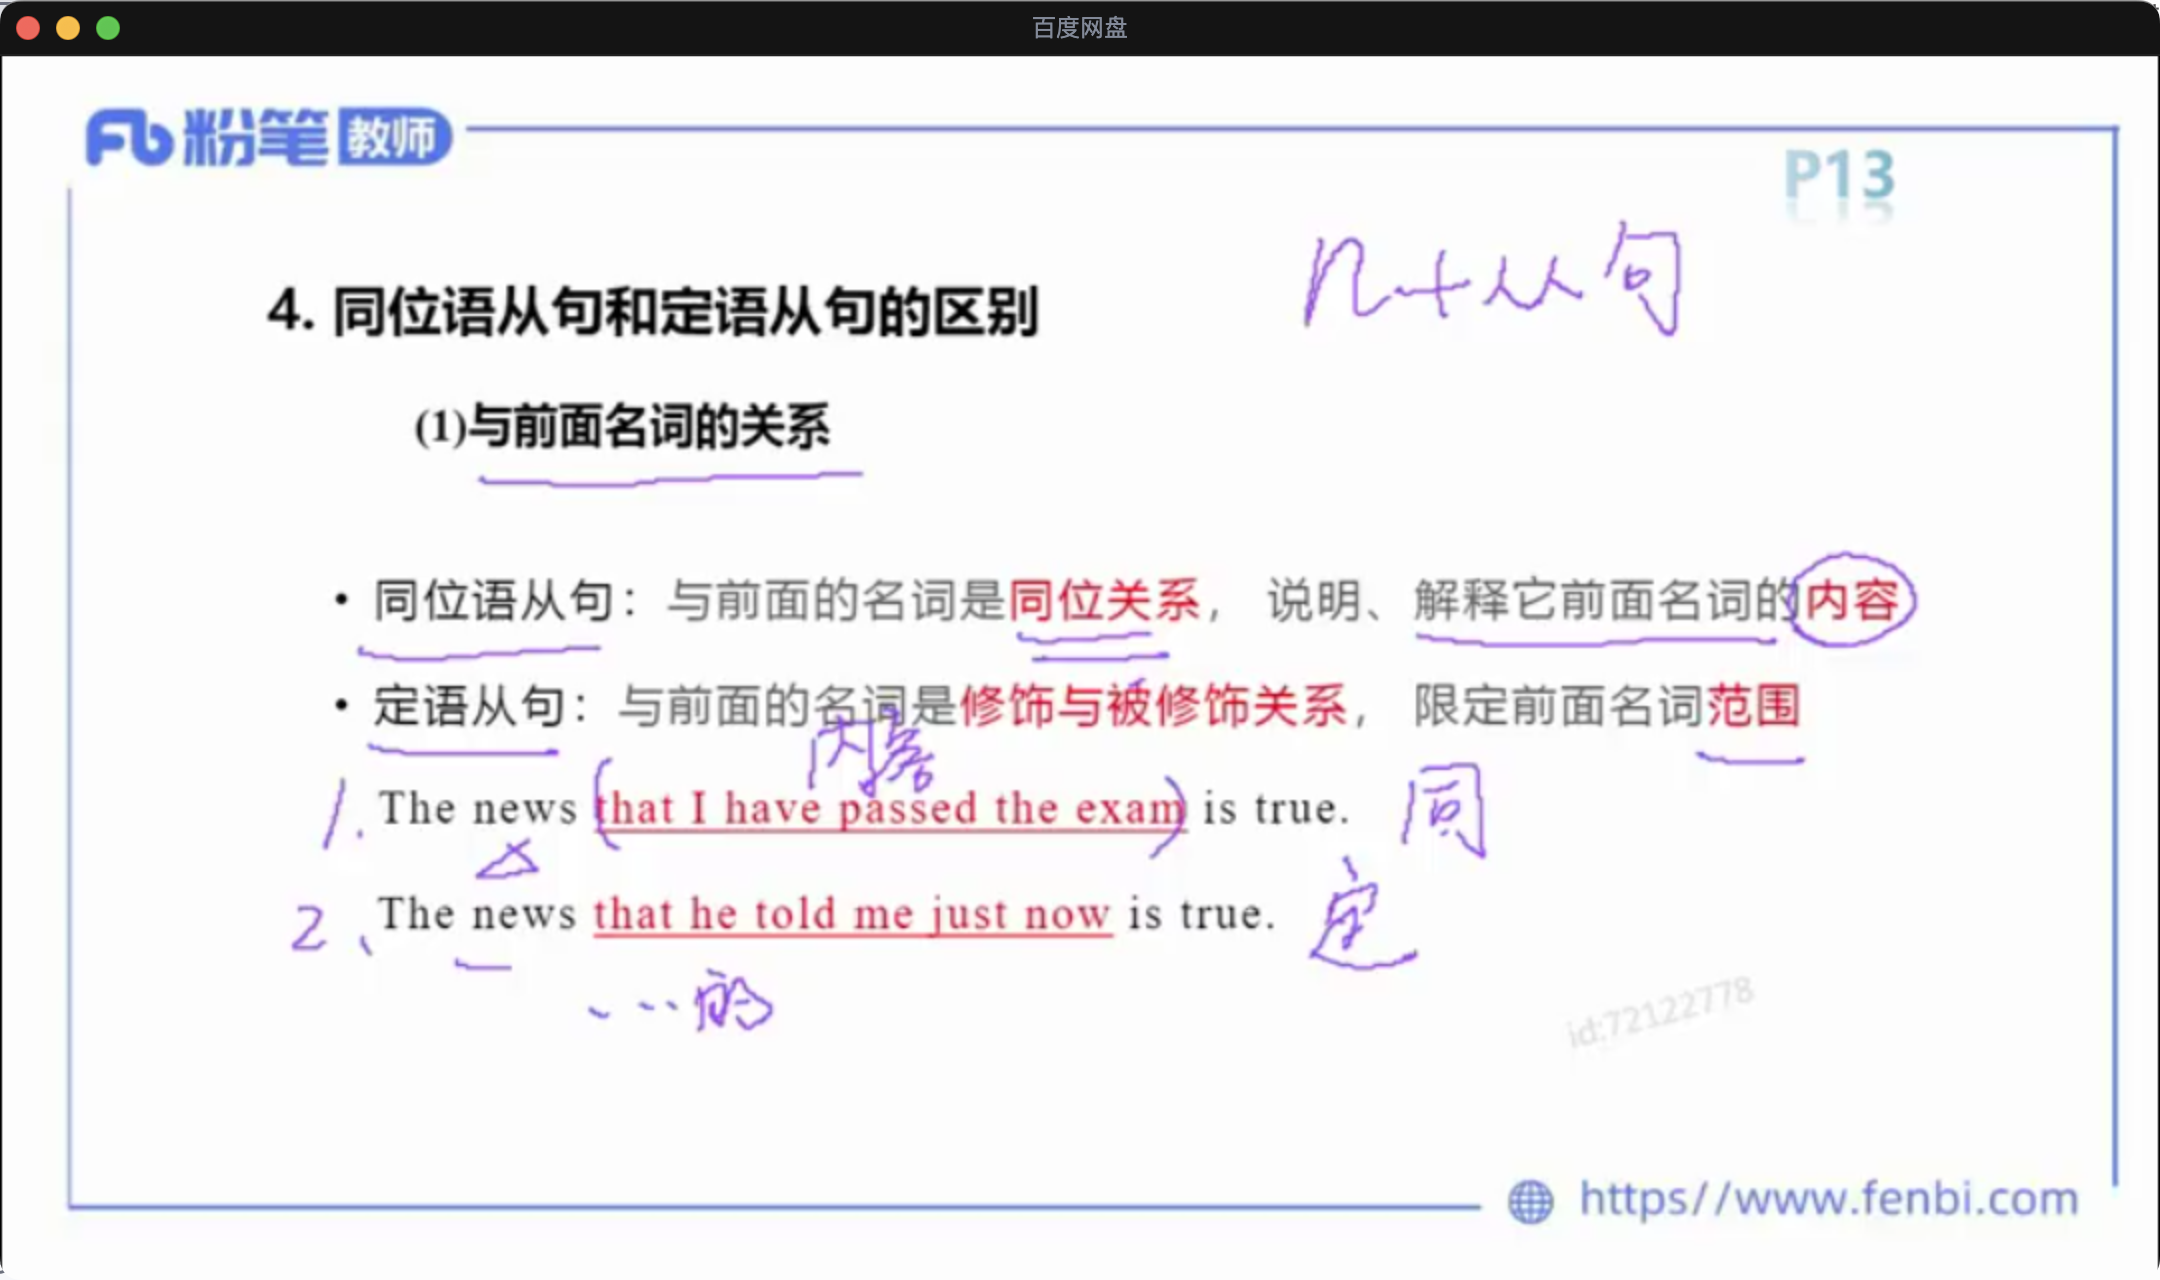 百度网盘
粉笔 教师
P13
n+从句
4. 同位语从句和定语从句的区别
(1)与前面名词的关系
• 同位语从句：与前面的名词是同位关系， 说明、解释它前面名词的内容
• 定语从句：与前面的名词是修饰与被修饰关系， 限定前面名词范围
内容
1. The news (that I have passed the exam) is true. 同
2、The news that he told me just now is true. 定
……的
id:72122778
https//www.fenbi.com